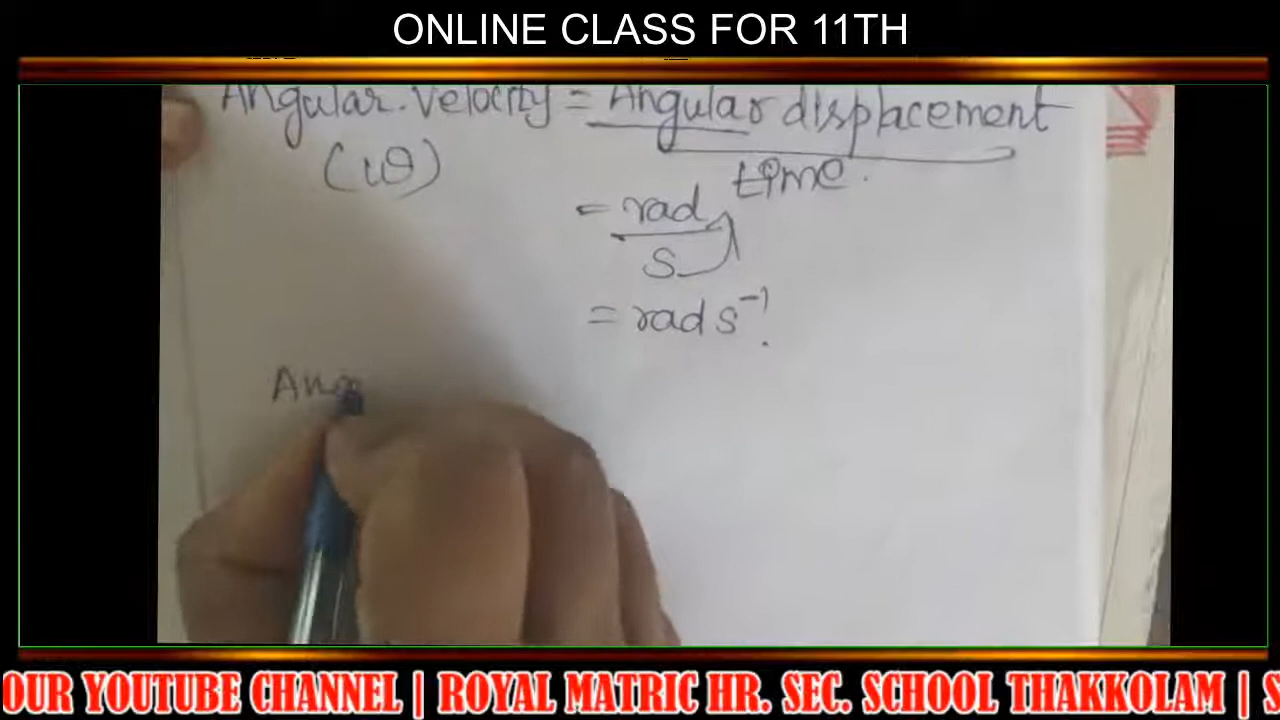 ONLINE CLASS FOR 11TH
Angular. Velocity = Angular displacement
(ω) time.
= rad
s
= rad s⁻¹.
Ang
OUR YOUTUBE CHANNEL | ROYAL MATRIC HR. SEC. SCHOOL THAKKOLAM | S